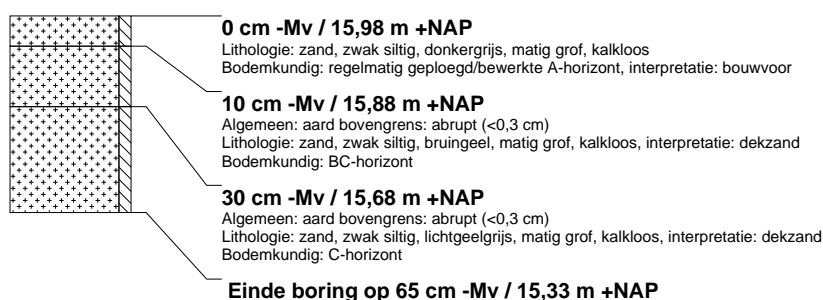 0 cm -Mv / 15,98 m +NAP
Lithologie: zand, zwak siltig, donkergrijs, matig grof, kalkloos
Bodemkundig: regelmatig geploegd/bewerkte A-horizont, interpretatie: bouwvoor
10 cm -Mv / 15,88 m +NAP
Algemeen: aard bovengrens: abrupt (<0,3 cm)
Lithologie: zand, zwak siltig, bruingeel, matig grof, kalkloos, interpretatie: dekzand
Bodemkundig: BC-horizont
30 cm -Mv / 15,68 m +NAP
Algemeen: aard bovengrens: abrupt (<0,3 cm)
Lithologie: zand, zwak siltig, lichtgeelgrijs, matig grof, kalkloos, interpretatie: dekzand
Bodemkundig: C-horizont
Einde boring op 65 cm -Mv / 15,33 m +NAP